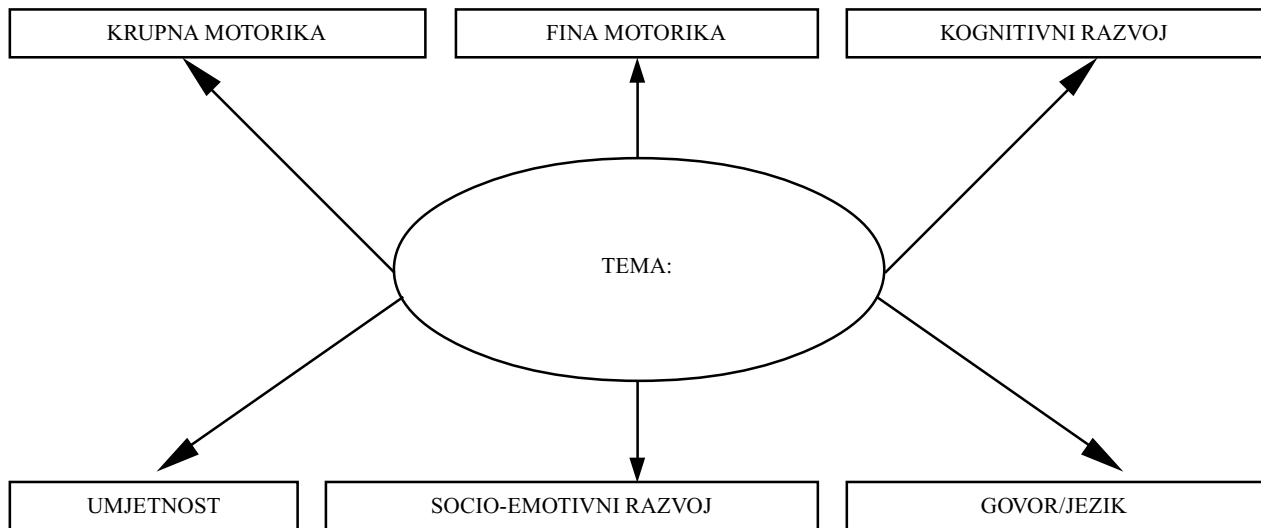 KRUPNA MOTORIKA
FINA MOTORIKA
KOGNITIVNI RAZVOJ
TEMA:
UMJETNOST
SOCIO-EMOTIVNI RAZVOJ
GOVOR/JEZIK